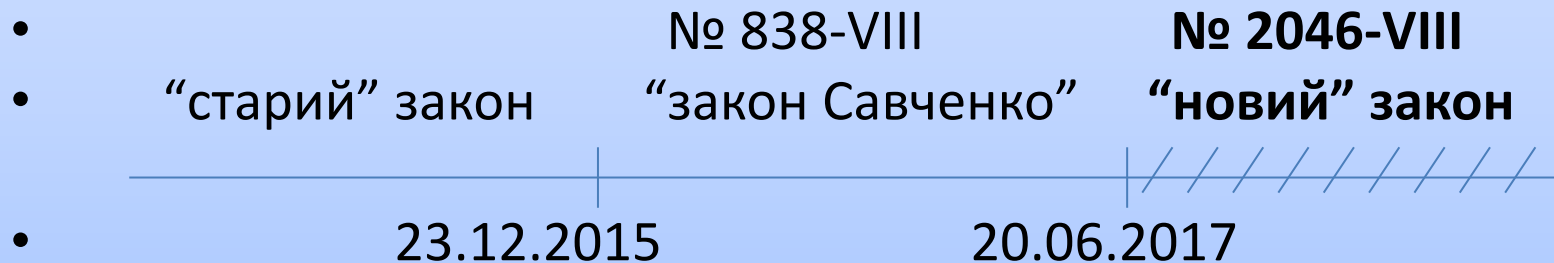 • № 838-VIII № 2046-VIII
• “старий” закон “закон Савченко” “новий” закон
• 23.12.2015 20.06.2017